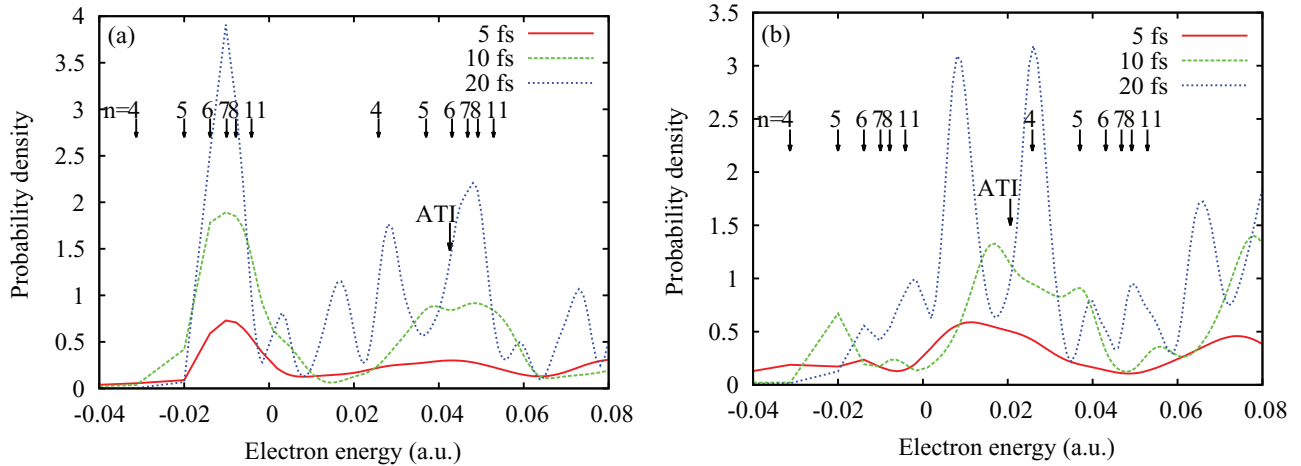 (a)
5 fs
10 fs
20 fs
n=4 5 6 7 8 11 4 5 6 7 8 11
ATI
4
3.5
3
2.5
2
1.5
1
0.5
0
Probability density
-0.04 -0.02 0 0.02 0.04 0.06 0.08
Electron energy (a.u.)
(b)
5 fs
10 fs
20 fs
n=4 5 6 7 8 11 4 5 6 7 8 11
ATI
3.5
3
2.5
2
1.5
1
0.5
0
Probability density
-0.04 -0.02 0 0.02 0.04 0.06 0.08
Electron energy (a.u.)